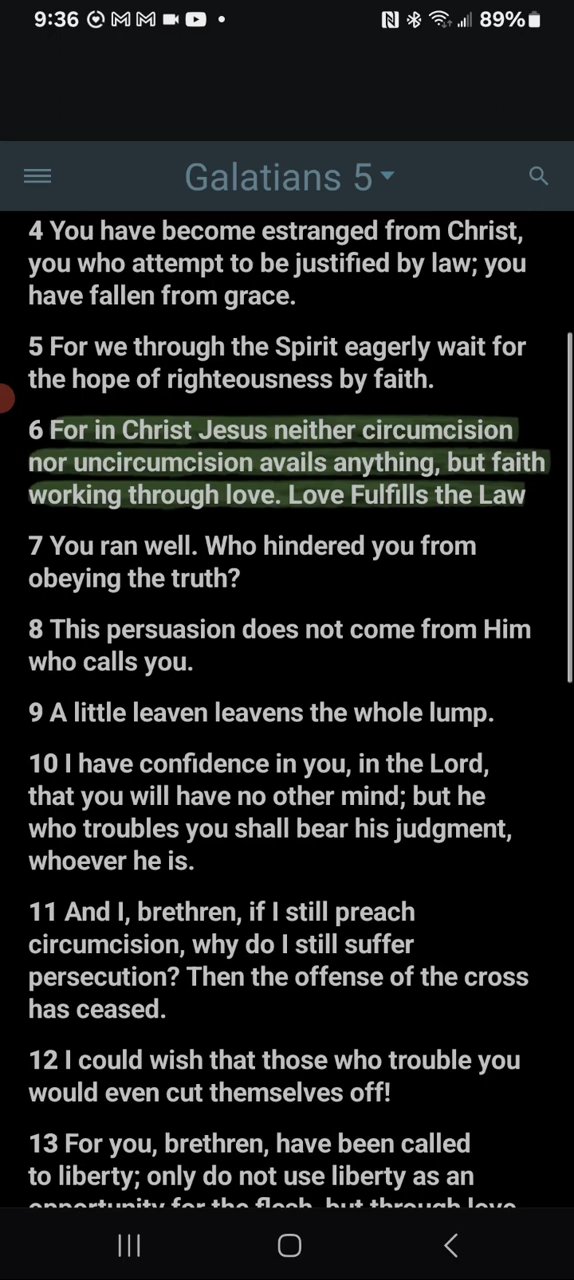 9:36
89%
Galatians 5
4 You have become estranged from Christ,
you who attempt to be justified by law; you
have fallen from grace.
5 For we through the Spirit eagerly wait for
the hope of righteousness by faith.
6 For in Christ Jesus neither circumcision
nor uncircumcision avails anything, but faith
working through love. Love Fulfills the Law
7 You ran well. Who hindered you from
obeying the truth?
8 This persuasion does not come from Him
who calls you.
9 A little leaven leavens the whole lump.
10 I have confidence in you, in the Lord,
that you will have no other mind; but he
who troubles you shall bear his judgment,
whoever he is.
11 And I, brethren, if I still preach
circumcision, why do I still suffer
persecution? Then the offense of the cross
has ceased.
12 I could wish that those who trouble you
would even cut themselves off!
13 For you, brethren, have been called
to liberty; only do not use liberty as an
opportunity for the flesh, but through love